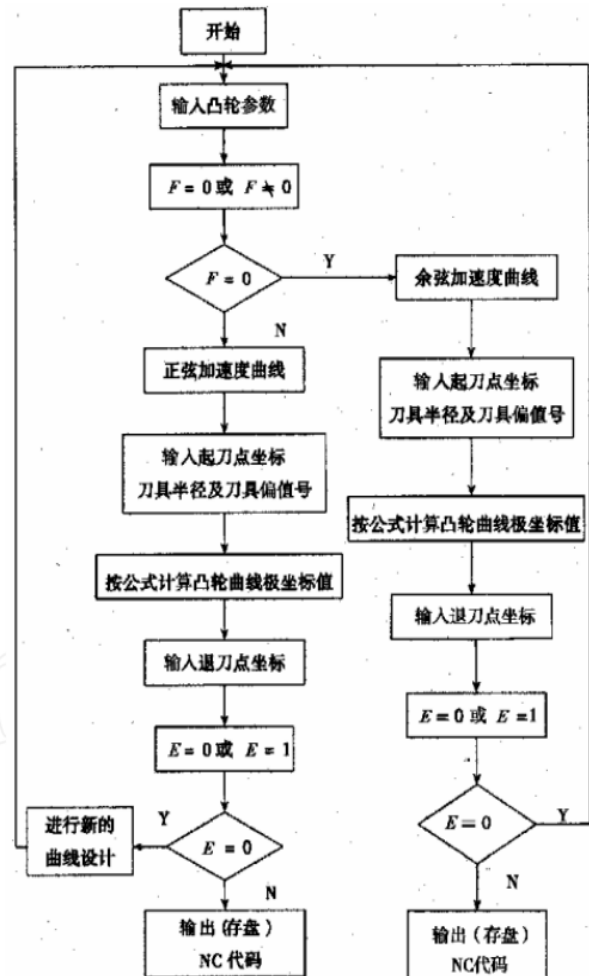 开始
输入凸轮参数
F = 0 或 F ≠ 0
F = 0
Y
N
余弦加速度曲线
正弦加速度曲线
输入起刀点坐标
刀具半径及刀具偏值号
输入起刀点坐标
刀具半径及刀具偏值号
按公式计算凸轮曲线极坐标值
按公式计算凸轮曲线极坐标值
输入退刀点坐标
输入退刀点坐标
E = 0 或 E = 1
E = 0 或 E = 1
进行新的
曲线设计
Y
E = 0
N
E = 0
Y
N
输出(存盘)
NC 代码
输出(存盘)
NC代码